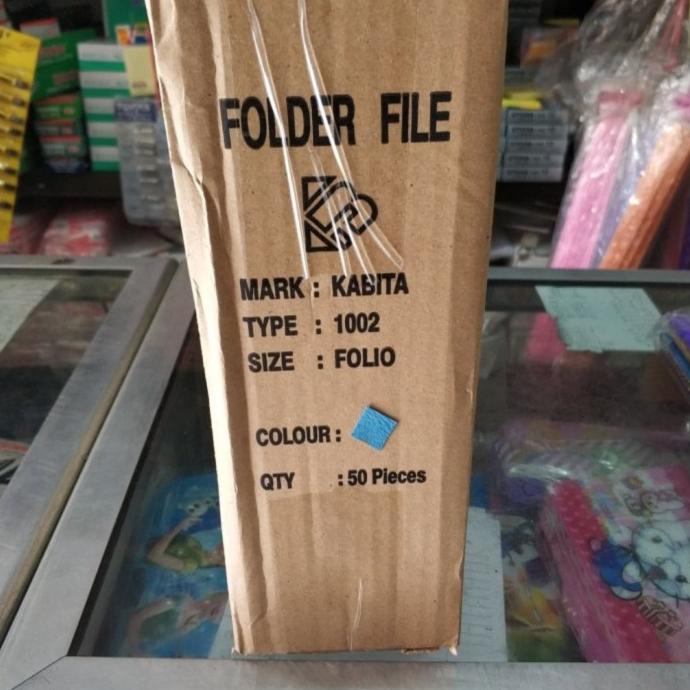 FOLDER FILE
MARK : KABITA
TYPE : 1002
SIZE : FOLIO
COLOUR :
QTY : 50 Pieces